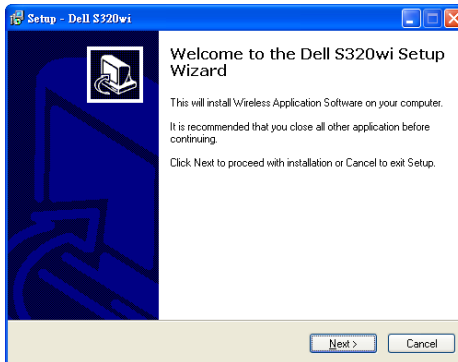 Setup - Dell S320wi
Welcome to the Dell S320wi Setup
Wizard
This will install Wireless Application Software on your computer.
It is recommended that you close all other application before
continuing.
Click Next to proceed with installation or Cancel to exit Setup.
Next >
Cancel